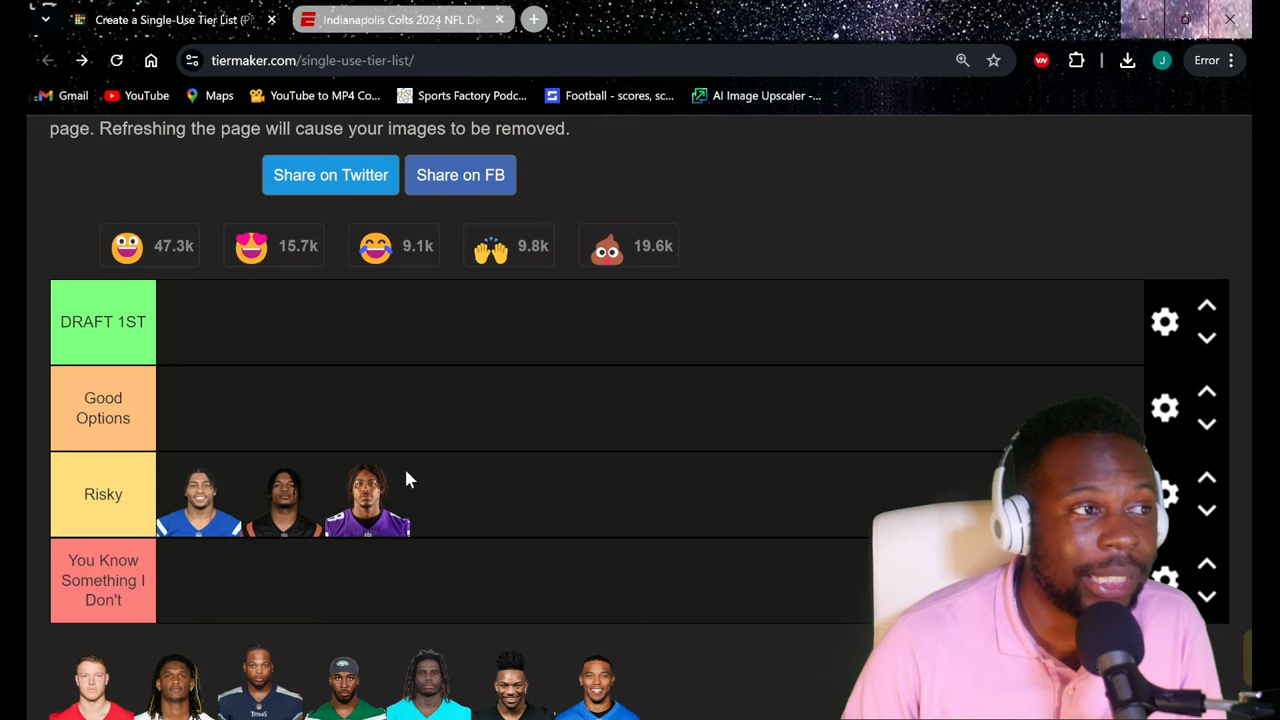 Create a Single-Use Tier List (P
Indianapolis Colts 2024 NFL De
tiermaker.com/single-use-tier-list/
Error
Gmail
YouTube
Maps
YouTube to MP4 Co...
Sports Factory Podc...
Football - scores, sc...
AI Image Upscaler -...
page. Refreshing the page will cause your images to be removed.
Share on Twitter
Share on FB
47.3k
15.7k
9.1k
9.8k
19.6k
DRAFT 1ST
Good
Options
Risky
You Know
Something I
Don't